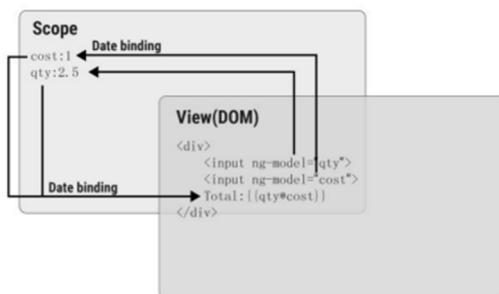 Scope
Date binding
cost:1
qty:2.5
View(DOM)
<div>
<input ng-model="qty">
<input ng-model="cost">
Date binding
Total:{{qty*cost}}
</div>